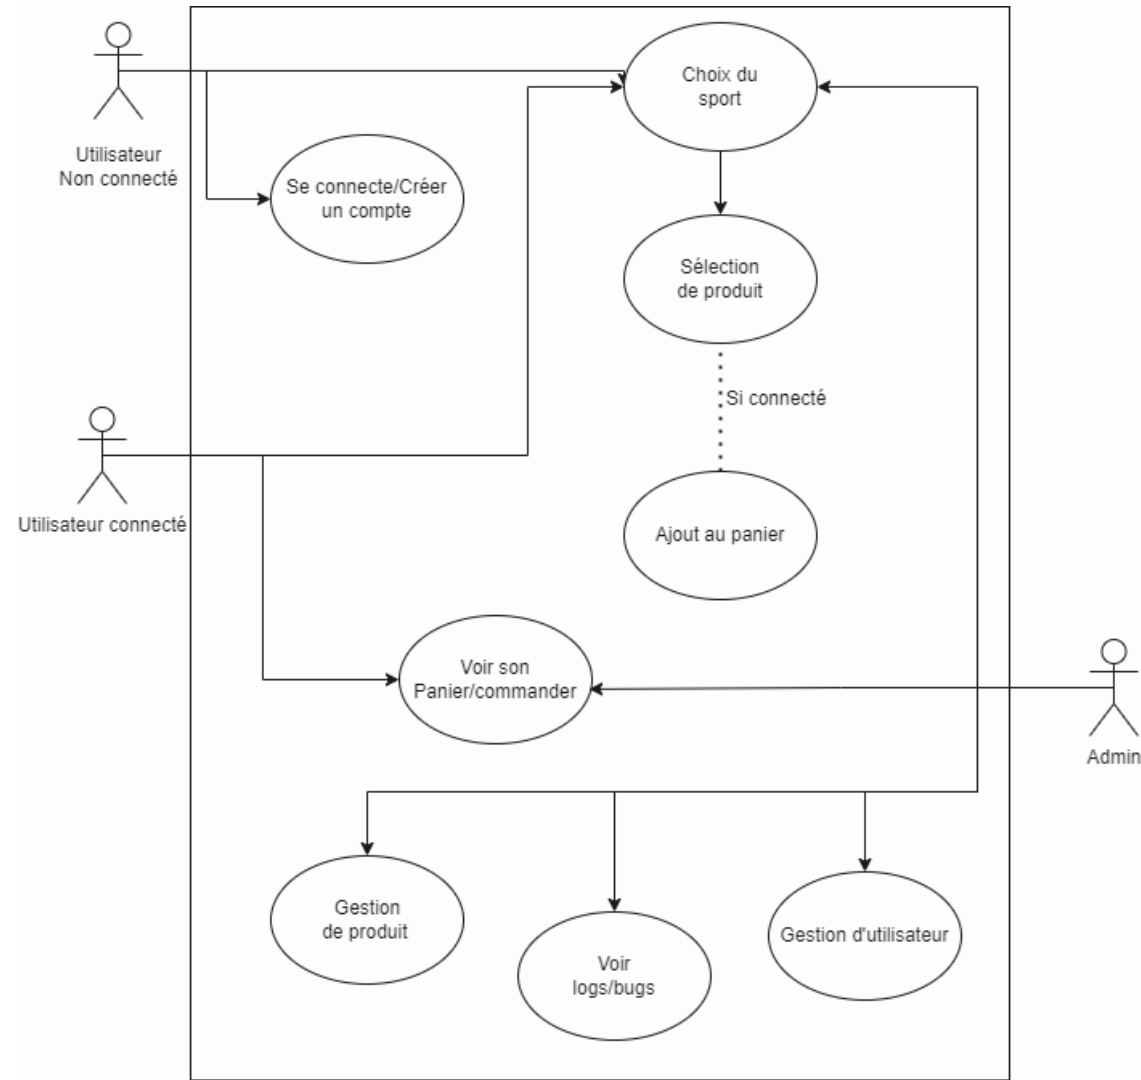 Choix du
sport
Utilisateur
Non connecté
Se connecte/Créer
un compte
Sélection
de produit
Si connecté
Utilisateur connecté
Ajout au panier
Voir son
Panier/commander
Admin
Gestion
de produit
Voir
logs/bugs
Gestion d'utilisateur